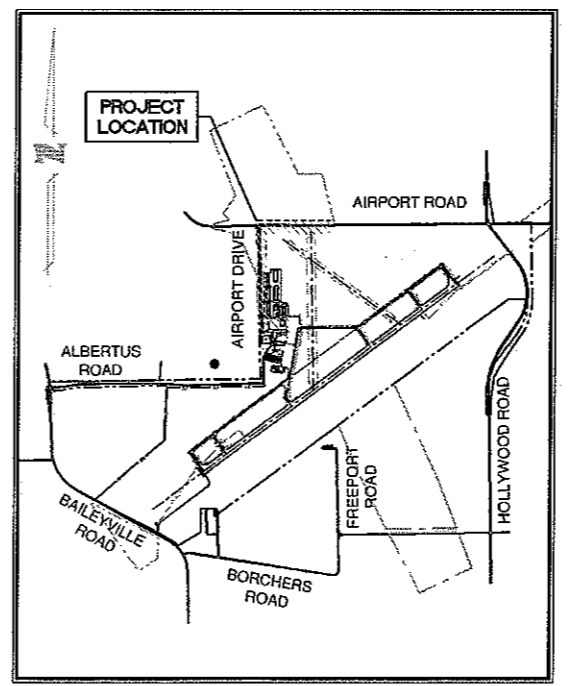 PROJECT
LOCATION
AIRPORT ROAD
AIRPORT DRIVE
ALBERTUS
ROAD
HOLLYWOOD ROAD
FREEPORT
ROAD
BAILEYVILLE
ROAD
BORCHERS
ROAD